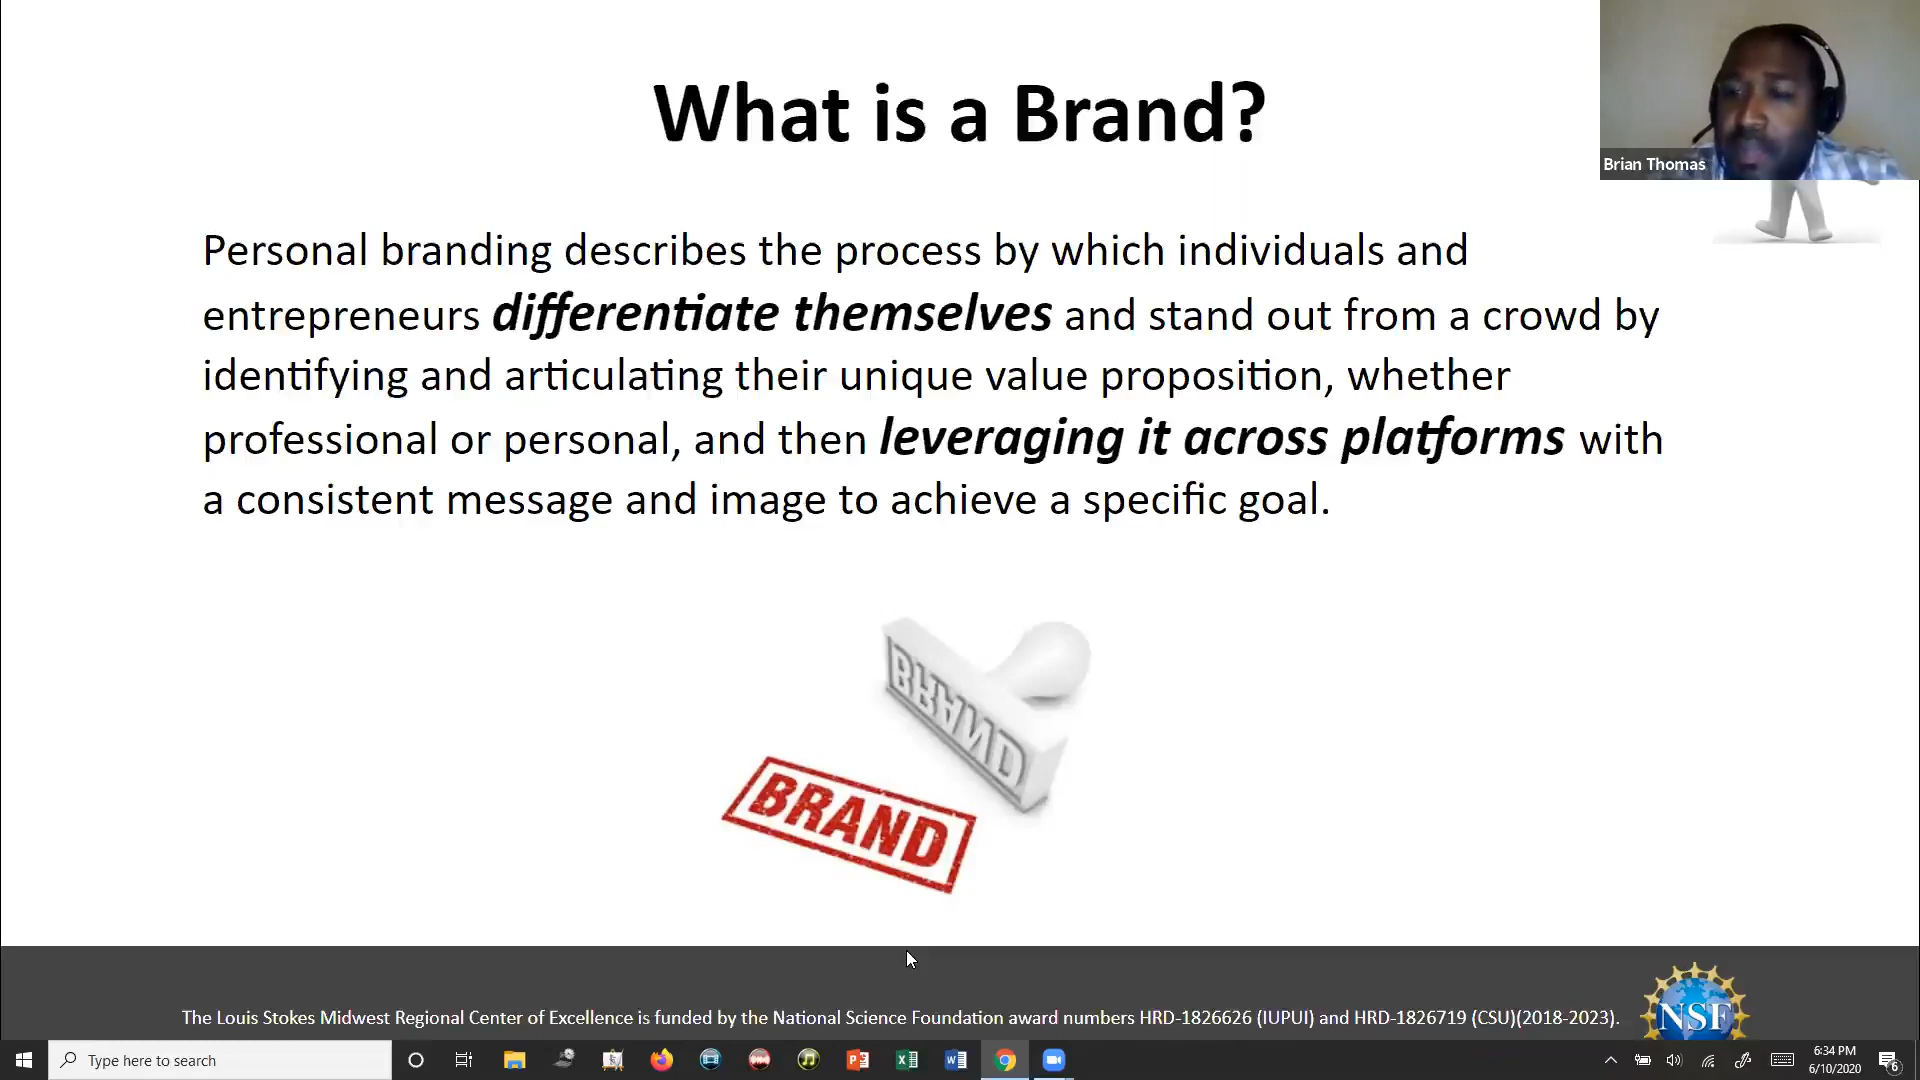 What is a Brand?
Brian Thomas
Personal branding describes the process by which individuals and
entrepreneurs differentiate themselves and stand out from a crowd by
identifying and articulating their unique value proposition, whether
professional or personal, and then leveraging it across platforms with
a consistent message and image to achieve a specific goal.
BRAND
BRAND
The Louis Stokes Midwest Regional Center of Excellence is funded by the National Science Foundation award numbers HRD-1826626 (IUPUI) and HRD-1826719 (CSU)(2018-2023).
NSF
Type here to search
6:34 PM
6/10/2020
6